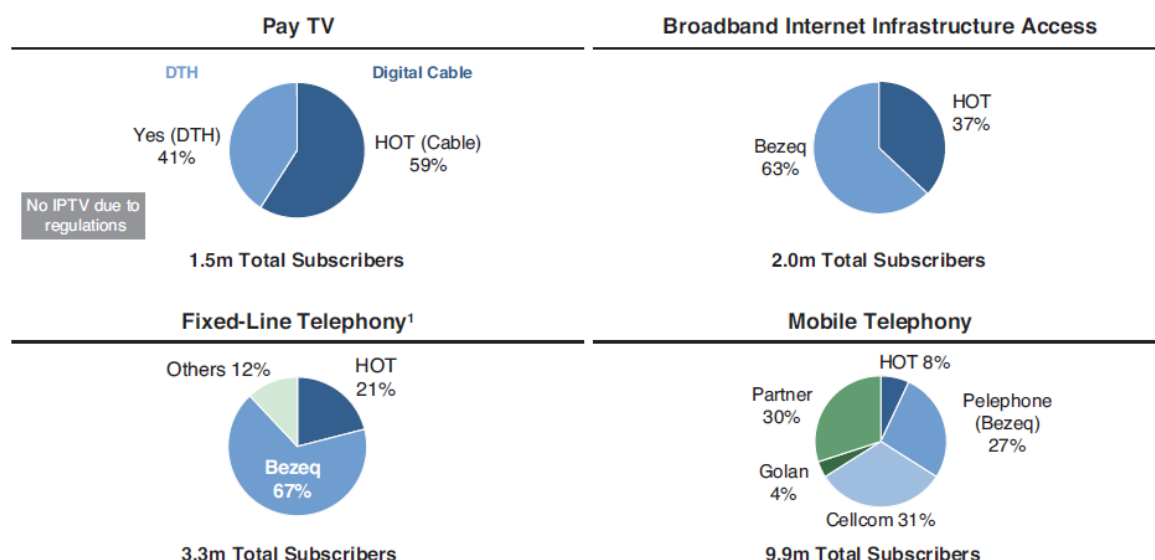 Pay TV
DTH
Digital Cable
Yes (DTH)
41%
HOT (Cable)
59%
No IPTV due to
regulations
1.5m Total Subscribers
Broadband Internet Infrastructure Access
HOT
37%
Bezeq
63%
2.0m Total Subscribers
Fixed-Line Telephony¹
Others 12%
HOT
21%
Bezeq
67%
3.3m Total Subscribers
Mobile Telephony
HOT 8%
Partner
30%
Pelephone
(Bezeq)
27%
Golan
4%
Cellcom 31%
9.9m Total Subscribers